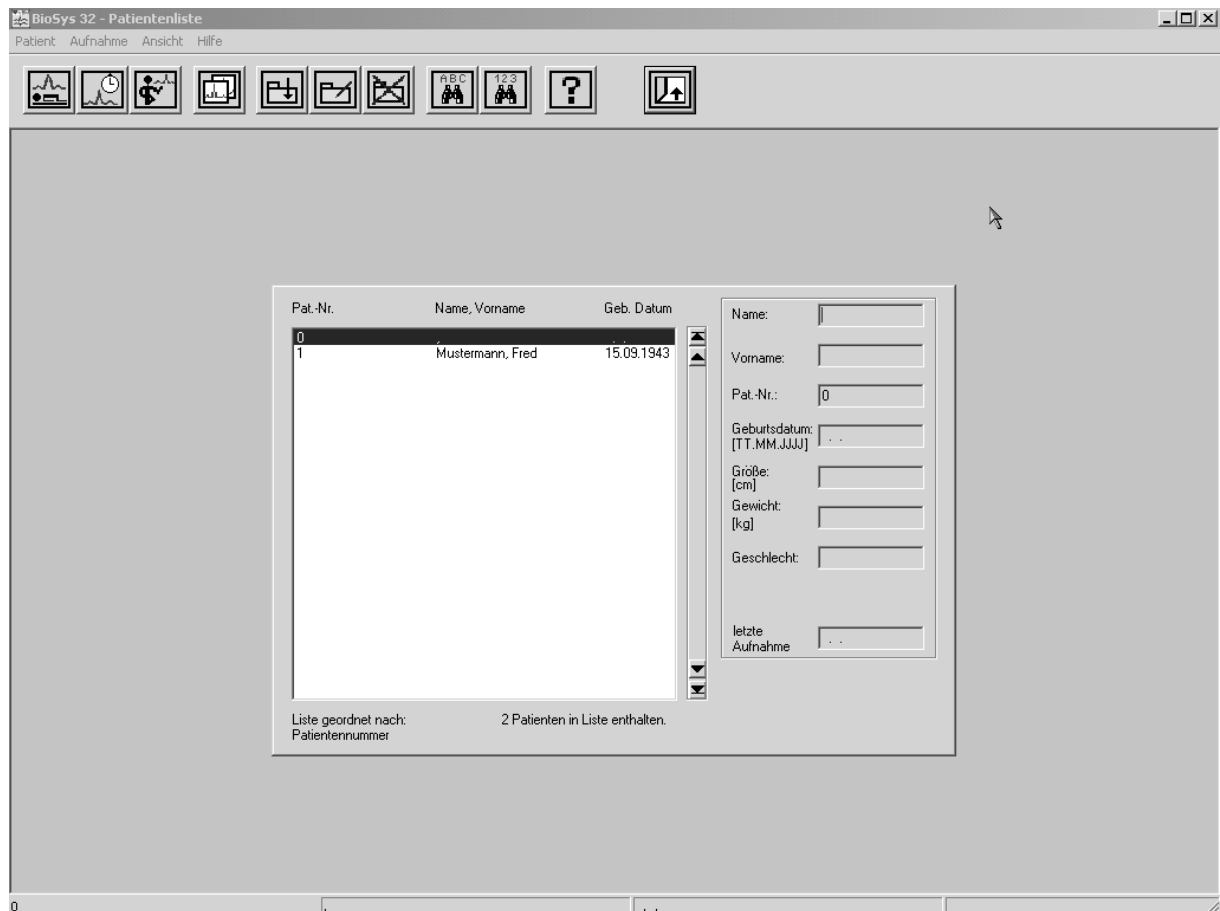 BioSys 32 - Patientenliste
Patient Aufnahme Ansicht Hilfe
ABC
123
?
Pat.-Nr. Name, Vorname Geb. Datum
0 , . .
1 Mustermann, Fred 15.09.1943
Liste geordnet nach: 2 Patienten in Liste enthalten.
Patientennummer
Name:
Vorname:
Pat.-Nr.: 0
Geburtsdatum: . .
[TT.MM.JJJJ]
Größe:
[cm]
Gewicht:
[kg]
Geschlecht:
letzte
Aufnahme . .
0 , . .